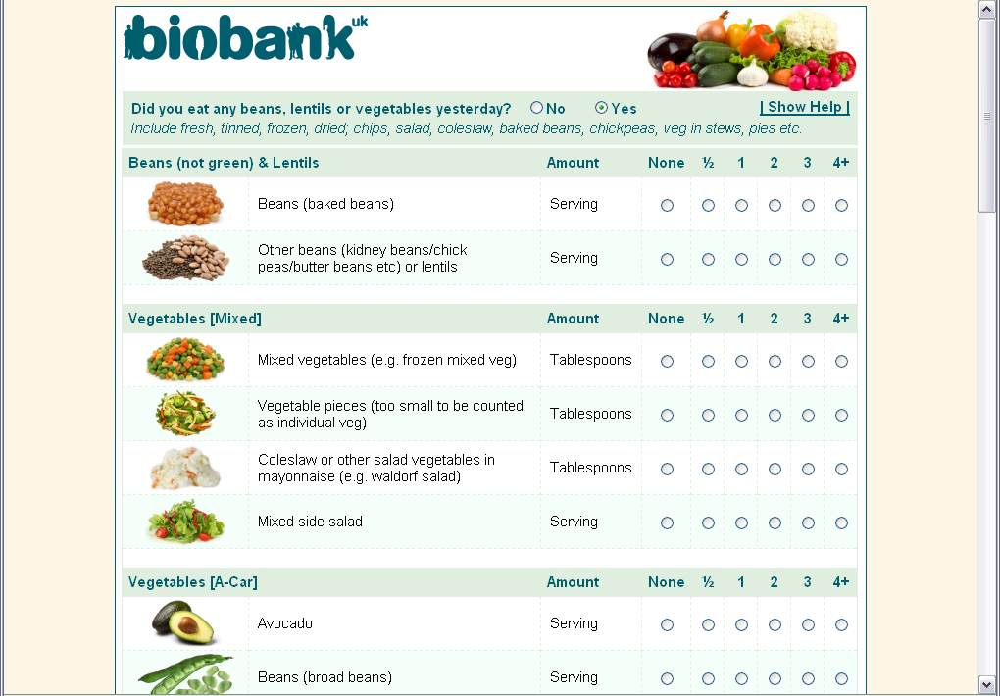 biobank uk
Did you eat any beans, lentils or vegetables yesterday? No Yes | Show Help |
Include fresh, tinned, frozen, dried; chips, salad, coleslaw, baked beans, chickpeas, veg in stews, pies etc.
Beans (not green) & Lentils Amount None ½ 1 2 3 4+
Beans (baked beans) Serving
Other beans (kidney beans/chick
peas/butter beans etc) or lentils Serving
Vegetables [Mixed] Amount None ½ 1 2 3 4+
Mixed vegetables (e.g. frozen mixed veg) Tablespoons
Vegetable pieces (too small to be counted
as individual veg) Tablespoons
Coleslaw or other salad vegetables in
mayonnaise (e.g. waldorf salad) Tablespoons
Mixed side salad Serving
Vegetables [A-Car] Amount None ½ 1 2 3 4+
Avocado Serving
Beans (broad beans) Serving